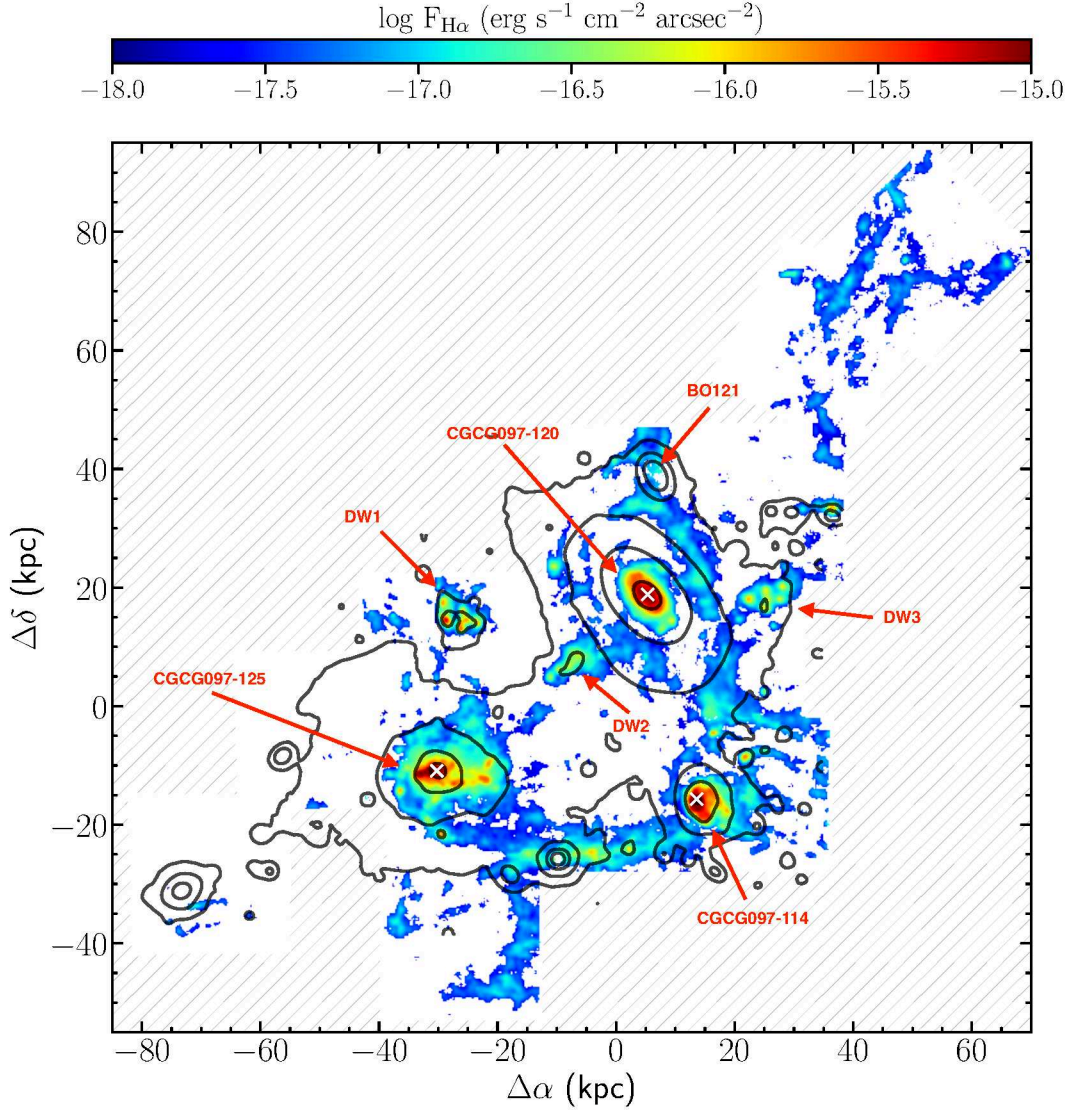 log F_Hα (erg s⁻¹ cm⁻² arcsec⁻²)
−18.0 −17.5 −17.0 −16.5 −16.0 −15.5 −15.0
80
60
BO121
CGCG097-120
40
DW1
Δδ (kpc)
20
DW3
CGCG097-125
DW2
0
−20
CGCG097-114
−40
−80 −60 −40 −20 0 20 40 60
Δα (kpc)